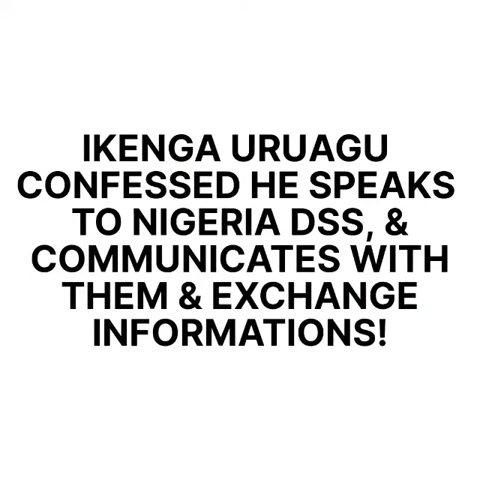 IKENGA URUAGU
CONFESSED HE SPEAKS
TO NIGERIA DSS, &
COMMUNICATES WITH
THEM & EXCHANGE
INFORMATIONS!